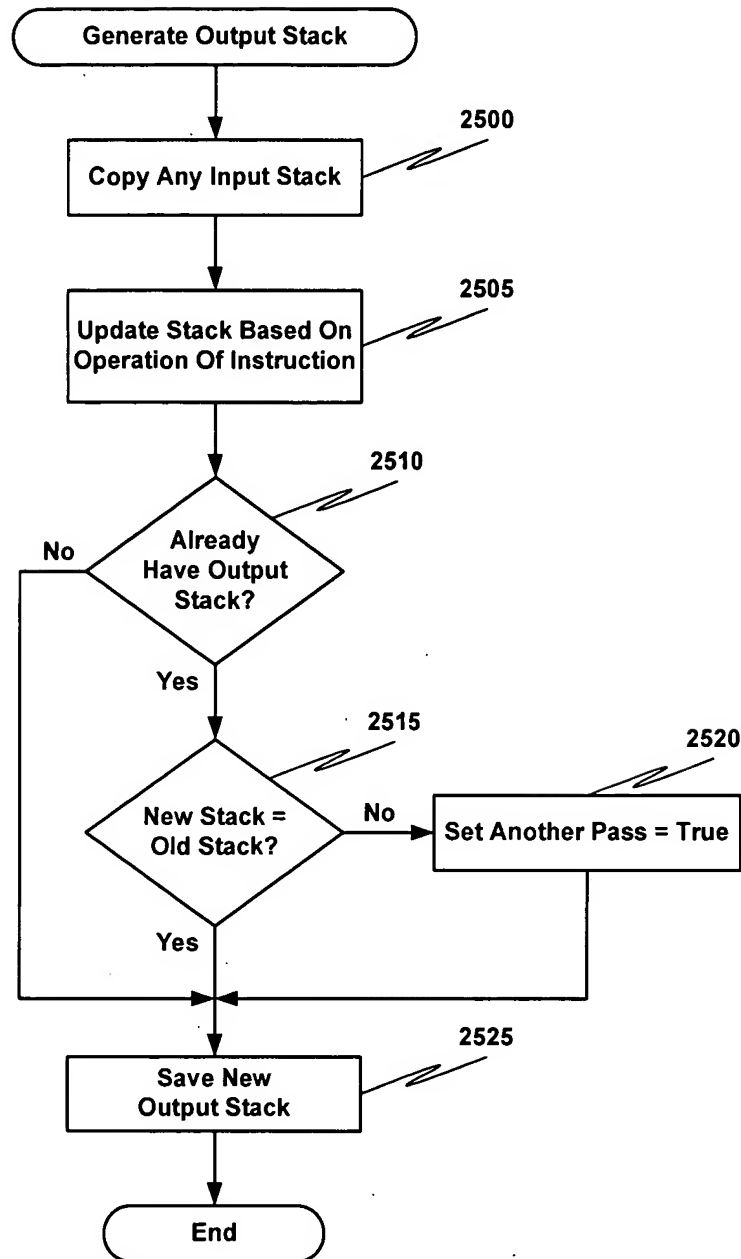 Generate Output Stack
2500
Copy Any Input Stack
2505
Update Stack Based On
Operation Of Instruction
2510
No
Already
Have Output
Stack?
Yes
2515
2520
New Stack =
Old Stack?
No
Set Another Pass = True
Yes
2525
Save New
Output Stack
End